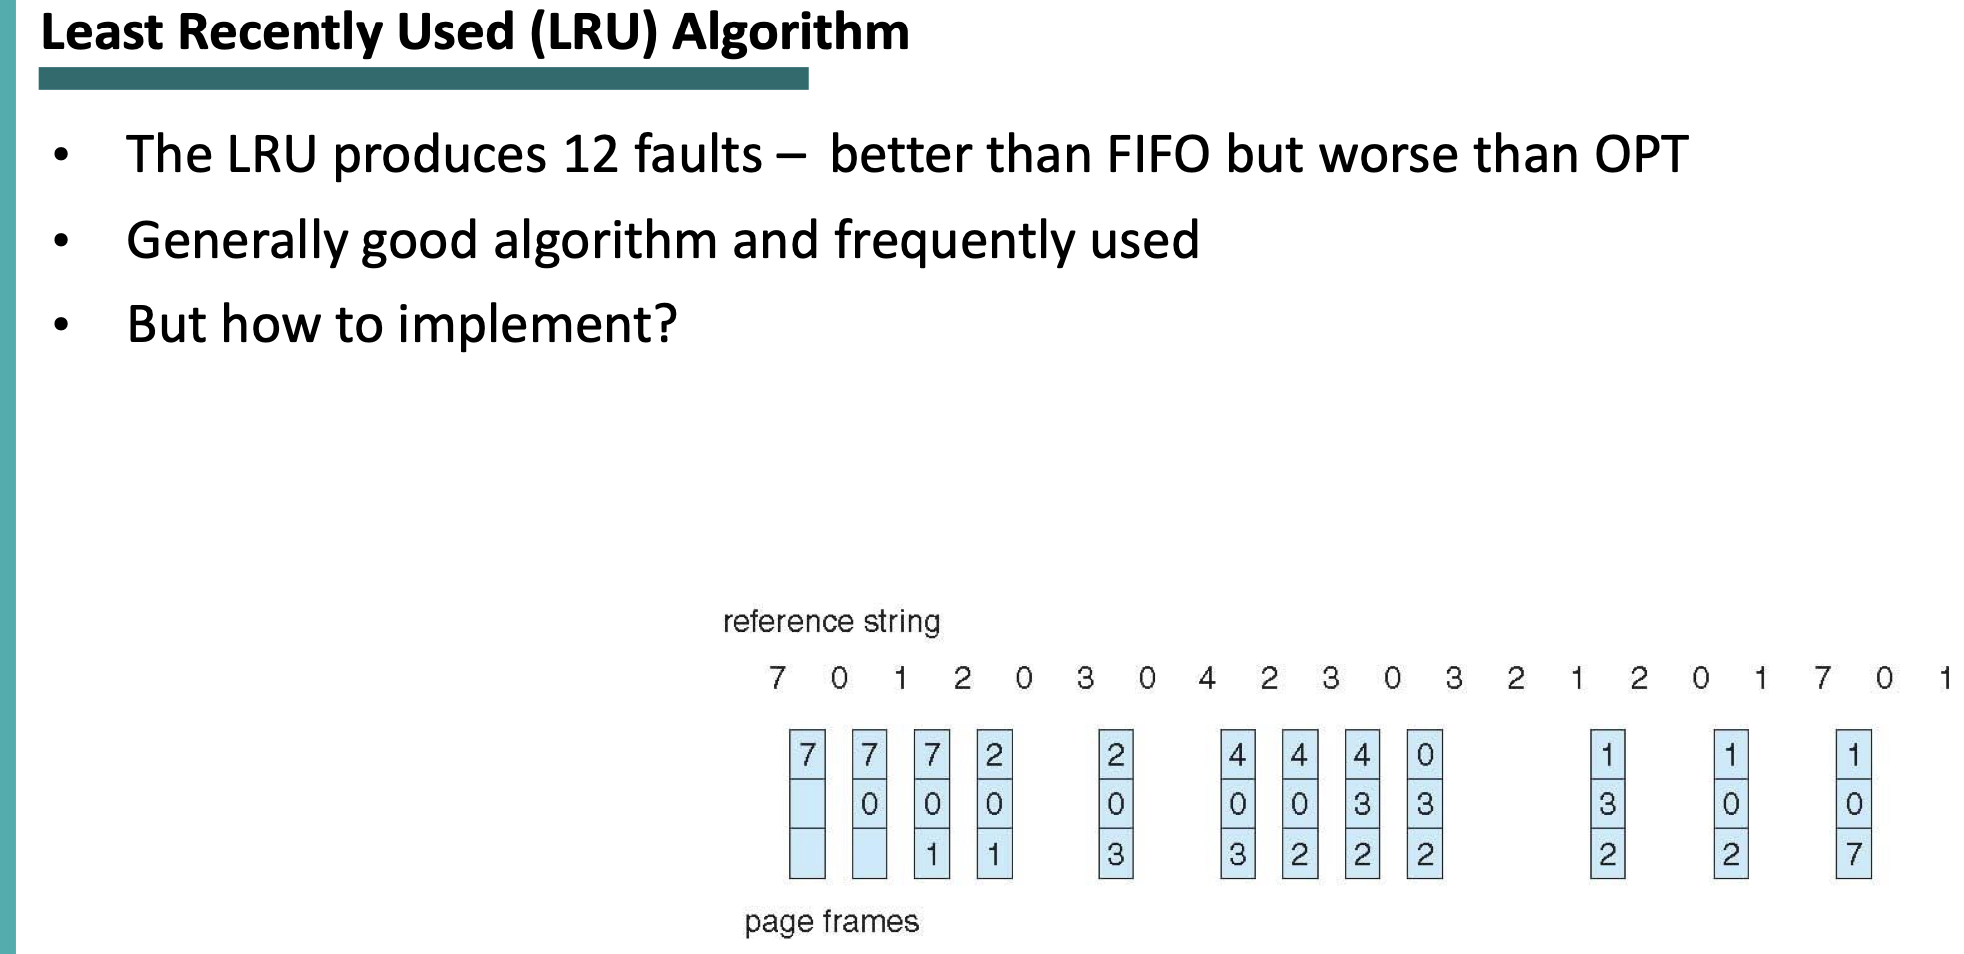 Least Recently Used (LRU) Algorithm
• The LRU produces 12 faults – better than FIFO but worse than OPT
• Generally good algorithm and frequently used
• But how to implement?
reference string
7 0 1 2 0 3 0 4 2 3 0 3 2 1 2 0 1 7 0 1
7 7 7 2 2 4 4 4 0 1 1 1
0 0 0 0 0 0 3 3 3 0 0
1 1 3 3 2 2 2 2 2 7
page frames